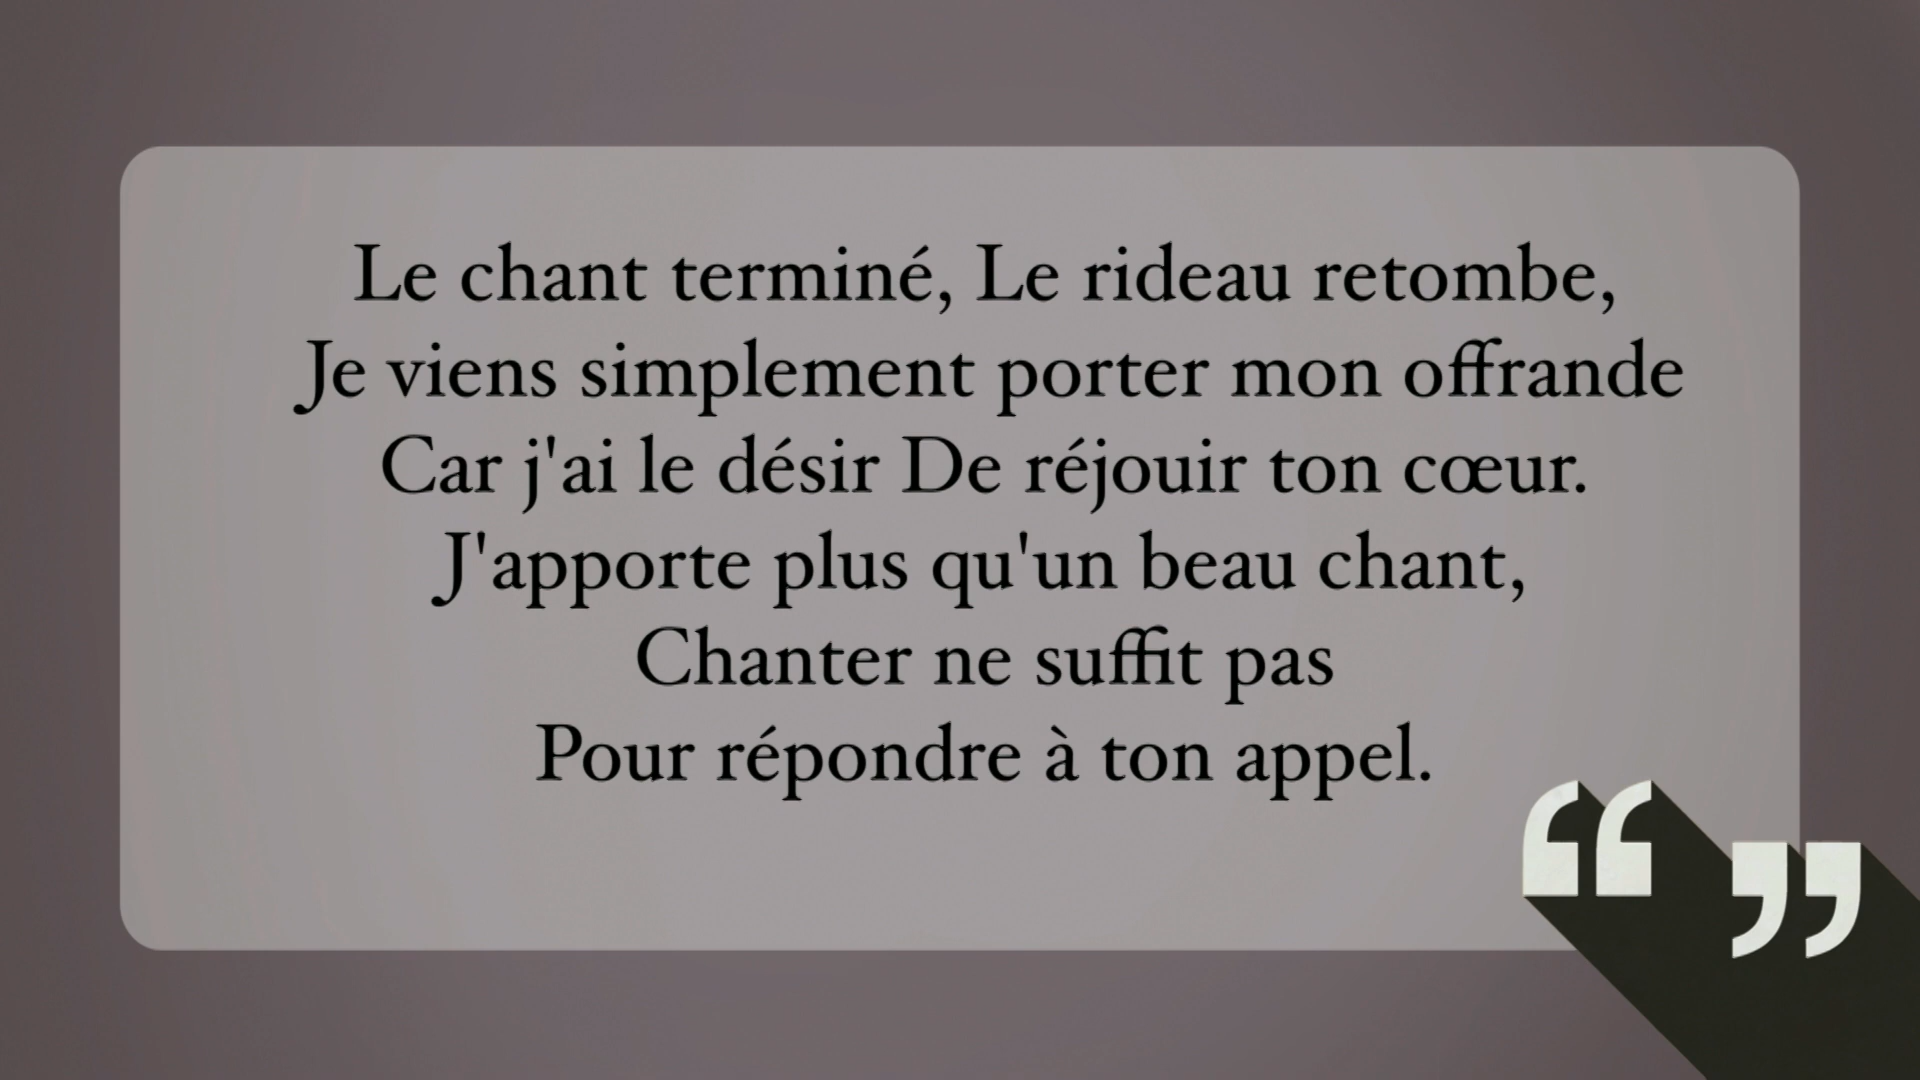 Le chant terminé, Le rideau retombe,
Je viens simplement porter mon offrande
Car j'ai le désir De réjouir ton cœur.
J'apporte plus qu'un beau chant,
Chanter ne suffit pas
Pour répondre à ton appel.
“ ”